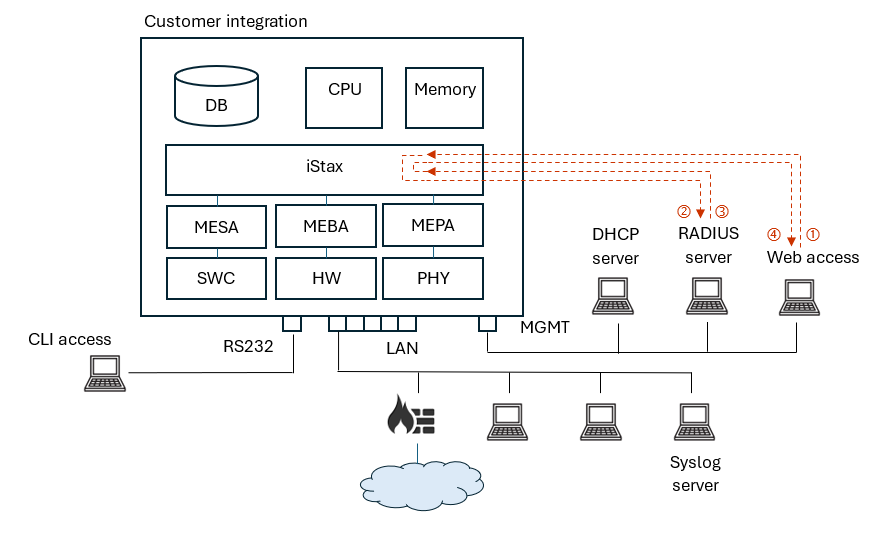 Customer integration
DB
CPU
Memory
iStax
MESA
MEBA
MEPA
SWC
HW
PHY
② ③
④ ①
DHCP
server
RADIUS
server
Web access
MGMT
CLI access
RS232
LAN
Syslog
server